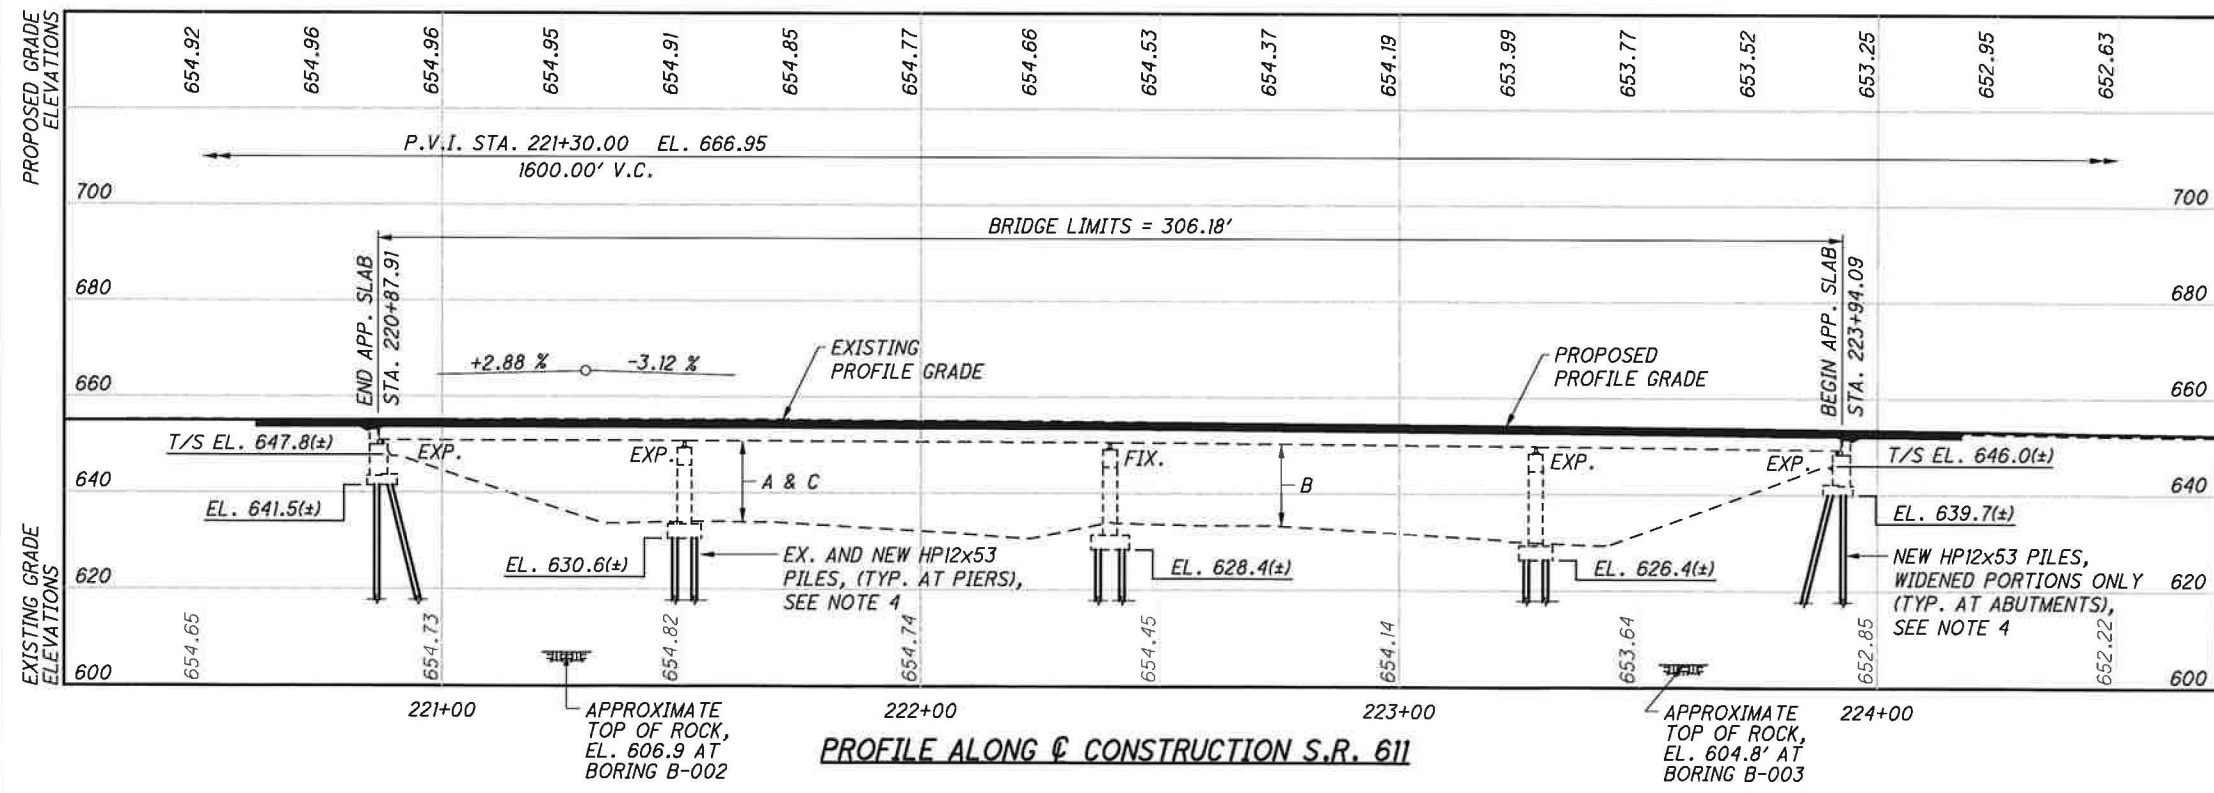 PROPOSED GRADE
ELEVATIONS
654.92
654.96
654.96
654.95
654.91
654.85
654.77
654.66
654.53
654.37
654.19
653.99
653.77
653.52
653.25
652.95
652.63
P.V.I. STA. 221+30.00 EL. 666.95
1600.00' V.C.
700
700
BRIDGE LIMITS = 306.18'
END APP. SLAB
STA. 220+87.91
BEGIN APP. SLAB
STA. 223+94.09
680
680
+2.88 %
-3.12 %
EXISTING
PROFILE GRADE
PROPOSED
PROFILE GRADE
660
660
T/S EL. 647.8(±)
EXP.
EXP.
FIX.
EXP.
EXP.
T/S EL. 646.0(±)
A & C
B
640
640
EL. 641.5(±)
EL. 639.7(±)
EL. 630.6(±)
EX. AND NEW HP12x53
PILES, (TYP. AT PIERS),
SEE NOTE 4
EL. 628.4(±)
EL. 626.4(±)
NEW HP12x53 PILES,
WIDENED PORTIONS ONLY
(TYP. AT ABUTMENTS),
SEE NOTE 4
620
620
EXISTING GRADE
ELEVATIONS
654.65
654.73
654.82
654.74
654.45
654.14
653.64
652.85
652.22
600
600
221+00
222+00
223+00
224+00
APPROXIMATE
TOP OF ROCK,
EL. 606.9 AT
BORING B-002
APPROXIMATE
TOP OF ROCK,
EL. 604.8' AT
BORING B-003
PROFILE ALONG ℄ CONSTRUCTION S.R. 611